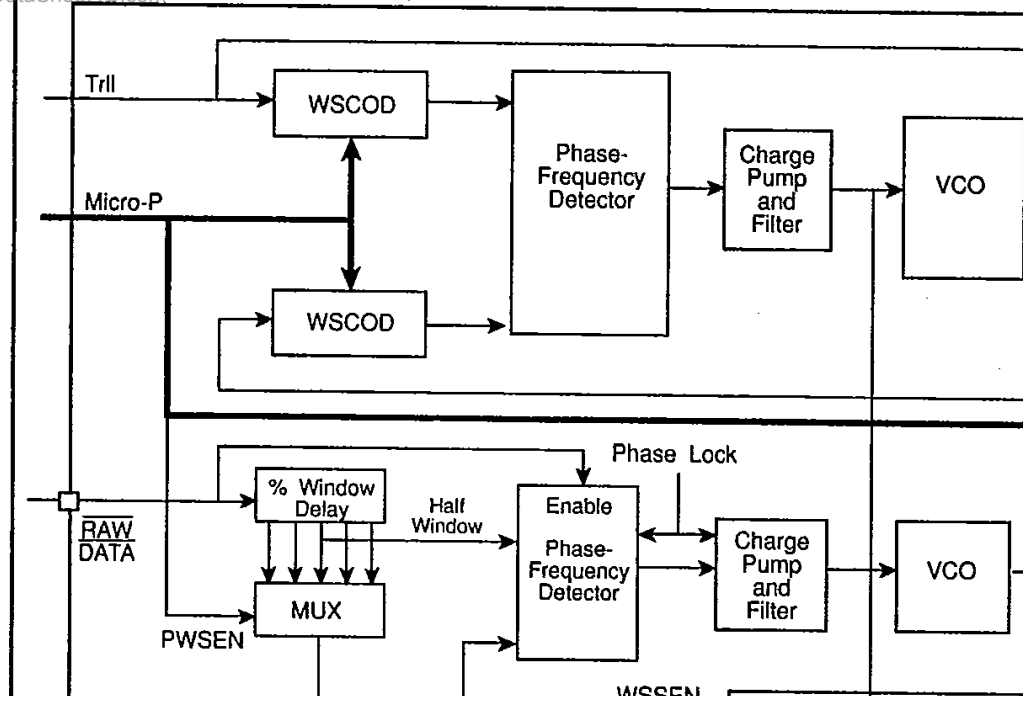 Trll
WSCOD
Phase-
Frequency
Detector
Charge
Pump
and
Filter
VCO
Micro-P
WSCOD
Phase Lock
% Window
Delay
Half
Window
Enable
RAW
DATA
Phase-
Frequency
Detector
Charge
Pump
and
Filter
VCO
MUX
PWSEN
WSSEN